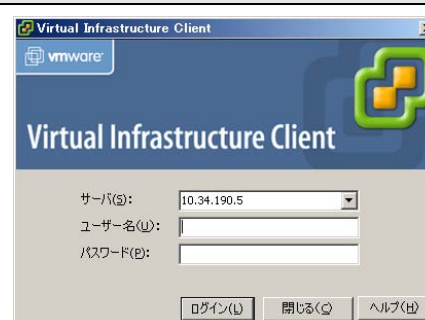 Virtual Infrastructure Client
vmware
Virtual Infrastructure Client
サーバ(S):
10.34.190.5
ユーザー名(U):
パスワード(P):
ログイン(L)
閉じる(C)
ヘルプ(H)